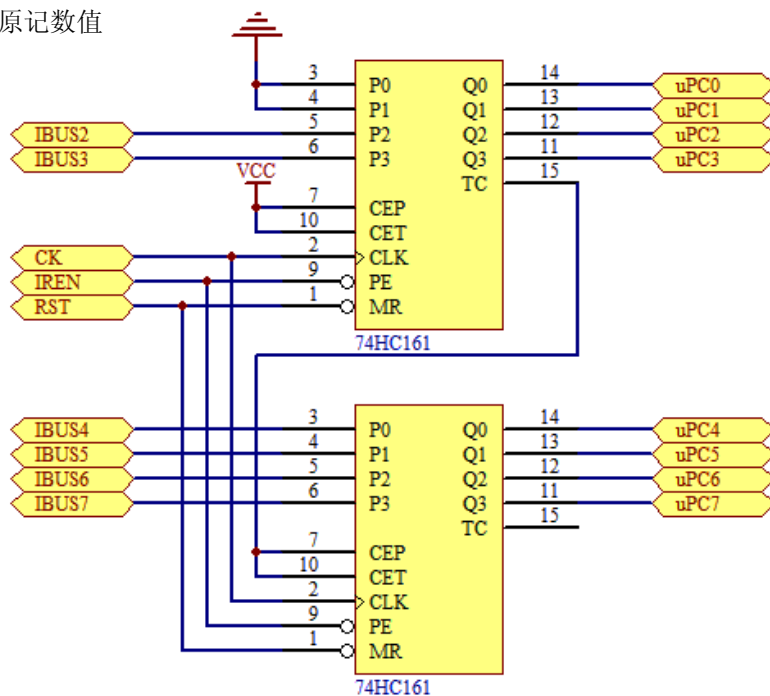 原记数值
3 P0 Q0 14 uPC0
4 P1 Q1 13 uPC1
IBUS2 5 P2 Q2 12 uPC2
IBUS3 6 P3 Q3 11 uPC3
VCC TC 15
7 CEP
10 CET
CK 2 CLK
IREN 9 PE
RST 1 MR
74HC161
IBUS4 3 P0 Q0 14 uPC4
IBUS5 4 P1 Q1 13 uPC5
IBUS6 5 P2 Q2 12 uPC6
IBUS7 6 P3 Q3 11 uPC7
TC 15
7 CEP
10 CET
2 CLK
9 PE
1 MR
74HC161